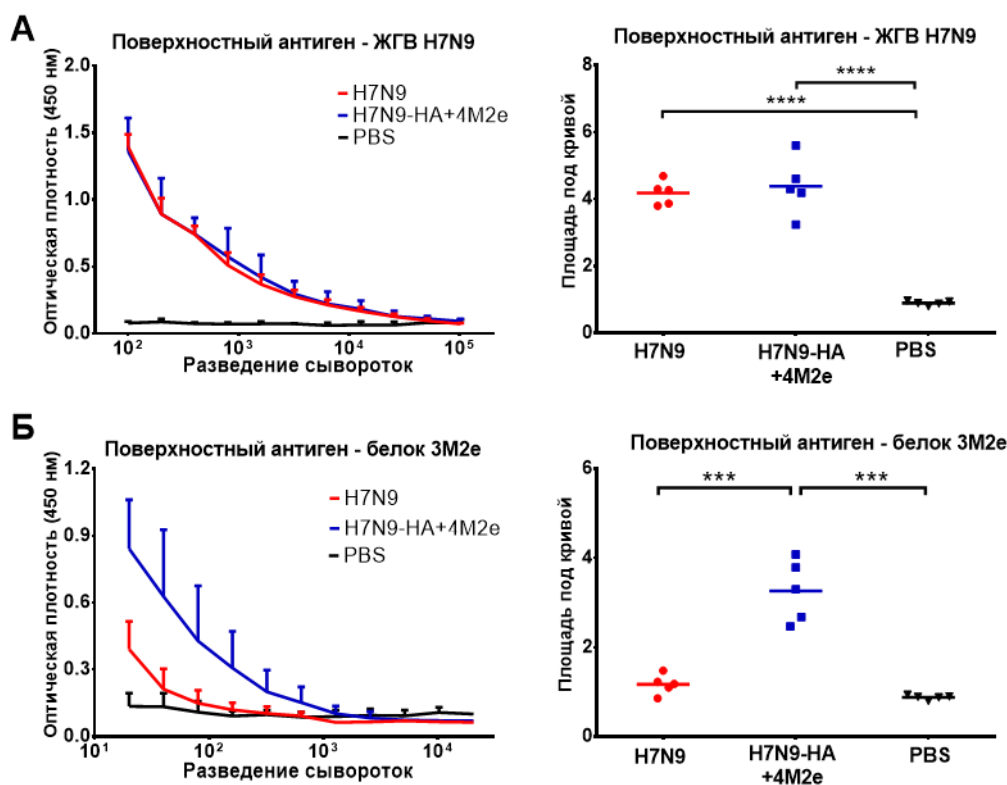 А
Поверхностный антиген - ЖГВ H7N9
Оптическая плотность (450 нм)
2.0
1.5
1.0
0.5
0.0
10²
10³
10⁴
10⁵
Разведение сывороток
H7N9
H7N9-HA+4M2e
PBS
Поверхностный антиген - ЖГВ H7N9
Площадь под кривой
8
6
4
2
0
****
****
H7N9
H7N9-HA
+4M2e
PBS
Б
Поверхностный антиген - белок 3M2e
Оптическая плотность (450 нм)
1.2
0.9
0.6
0.3
0.0
10¹
10²
10³
10⁴
Разведение сывороток
H7N9
H7N9-HA+4M2e
PBS
Поверхностный антиген - белок 3M2e
Площадь под кривой
6
4
2
0
***
***
H7N9
H7N9-HA
+4M2e
PBS